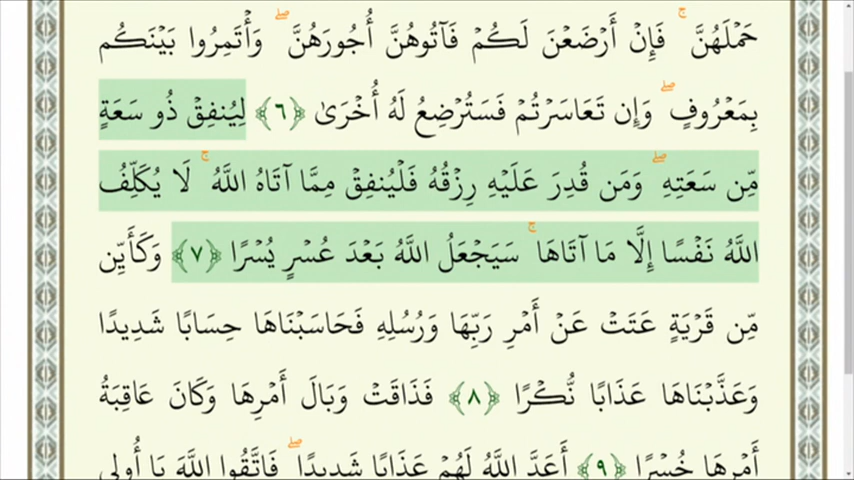 حَمْلَهُنَّ ۚ فَإِنْ أَرْضَعْنَ لَكُمْ فَآتُوهُنَّ أُجُورَهُنَّ ۖ وَأْتَمِرُوا بَيْنَكُم
بِمَعْرُوفٍ ۖ وَإِن تَعَاسَرْتُمْ فَسَتُرْضِعُ لَهُ أُخْرَىٰ ﴿٦﴾ لِيُنفِقْ ذُو سَعَةٍ
مِّن سَعَتِهِ ۖ وَمَن قُدِرَ عَلَيْهِ رِزْقُهُ فَلْيُنفِقْ مِمَّا آتَاهُ اللَّهُ ۚ لَا يُكَلِّفُ
اللَّهُ نَفْسًا إِلَّا مَا آتَاهَا ۚ سَيَجْعَلُ اللَّهُ بَعْدَ عُسْرٍ يُسْرًا ﴿٧﴾ وَكَأَيِّن
مِّن قَرْيَةٍ عَتَتْ عَنْ أَمْرِ رَبِّهَا وَرُسُلِهِ فَحَاسَبْنَاهَا حِسَابًا شَدِيدًا
وَعَذَّبْنَاهَا عَذَابًا نُّكْرًا ﴿٨﴾ فَذَاقَتْ وَبَالَ أَمْرِهَا وَكَانَ عَاقِبَةُ
أَمْرِهَا خُسْرًا ﴿٩﴾ أَعَدَّ اللَّهُ لَهُمْ عَذَابًا شَدِيدًا ۖ فَاتَّقُوا اللَّهَ يَا أُولِي